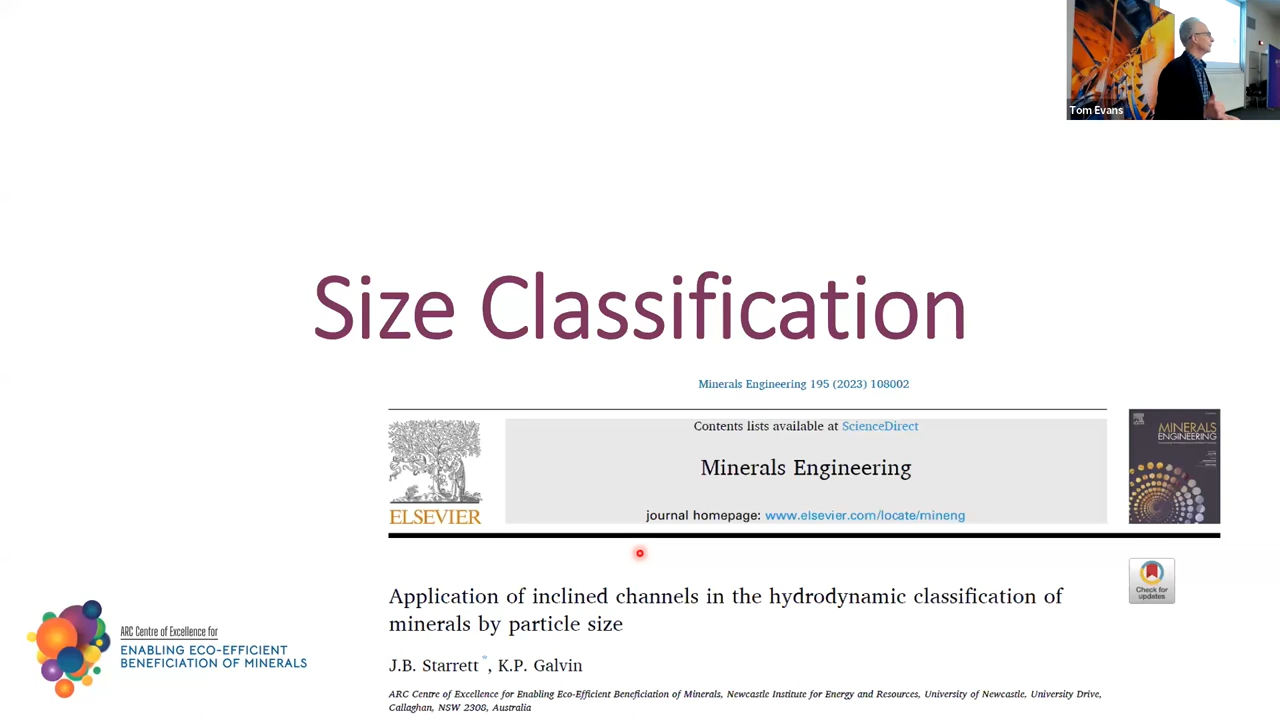 Tom Evans
Size Classification
Minerals Engineering 195 (2023) 108002
Contents lists available at ScienceDirect
Minerals Engineering
journal homepage: www.elsevier.com/locate/mineng
ELSEVIER
MINERALS
ENGINEERING
Check for
updates
Application of inclined channels in the hydrodynamic classification of
minerals by particle size
J.B. Starrett *, K.P. Galvin
ARC Centre of Excellence for Enabling Eco-Efficient Beneficiation of Minerals, Newcastle Institute for Energy and Resources, University of Newcastle, University Drive,
Callaghan, NSW 2308, Australia
ARC Centre of Excellence for
ENABLING ECO-EFFICIENT
BENEFICIATION OF MINERALS